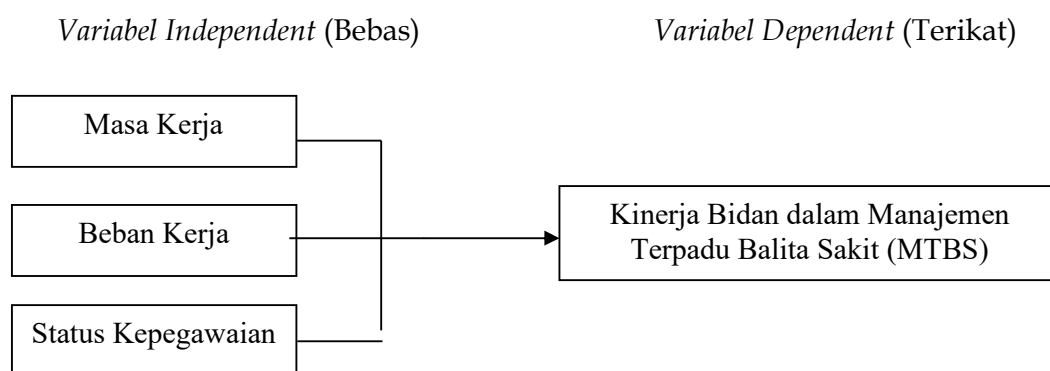 Variabel Independent (Bebas)
Variabel Dependent (Terikat)
Masa Kerja
Beban Kerja
Status Kepegawaian
Kinerja Bidan dalam Manajemen
Terpadu Balita Sakit (MTBS)